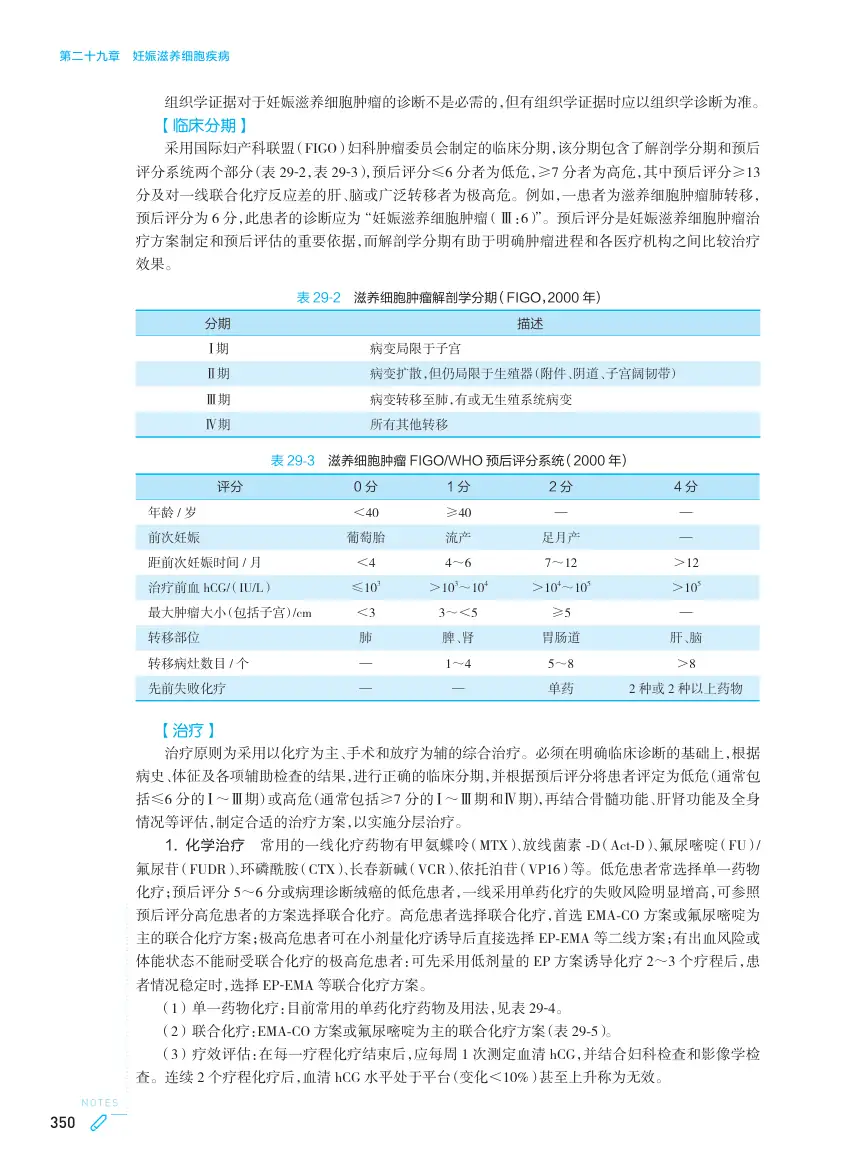 第二十九章 妊娠滋养细胞疾病
组织学证据对于妊娠滋养细胞肿瘤的诊断不是必需的,但有组织学证据时应以组织学诊断为准。
【临床分期】
采用国际妇产科联盟(FIGO)妇科肿瘤委员会制定的临床分期,该分期包含了解剖学分期和预后
评分系统两个部分(表 29-2,表 29-3),预后评分≤6 分者为低危,≥7 分者为高危,其中预后评分≥13
分及对一线联合化疗反应差的肝、脑或广泛转移者为极高危。例如,一患者为滋养细胞肿瘤肺转移,
预后评分为 6 分,此患者的诊断应为“妊娠滋养细胞肿瘤(Ⅲ:6)”。预后评分是妊娠滋养细胞肿瘤治
疗方案制定和预后评估的重要依据,而解剖学分期有助于明确肿瘤进程和各医疗机构之间比较治疗
效果。
表 29-2 滋养细胞肿瘤解剖学分期(FIGO,2000 年)
分期 描述
Ⅰ期 病变局限于子宫
Ⅱ期 病变扩散,但仍局限于生殖器(附件、阴道、子宫阔韧带)
Ⅲ期 病变转移至肺,有或无生殖系统病变
Ⅳ期 所有其他转移
表 29-3 滋养细胞肿瘤 FIGO/WHO 预后评分系统(2000 年)
评分 0 分 1 分 2 分 4 分
年龄 / 岁 <40 ≥40 — —
前次妊娠 葡萄胎 流产 足月产 —
距前次妊娠时间 / 月 <4 4～6 7～12 >12
治疗前血 hCG/(IU/L) ≤10³ >10³～10⁴ >10⁴～10⁵ >10⁵
最大肿瘤大小(包括子宫)/cm <3 3～<5 ≥5 —
转移部位 肺 脾、肾 胃肠道 肝、脑
转移病灶数目 / 个 — 1～4 5～8 >8
先前失败化疗 — — 单药 2 种或 2 种以上药物
【治疗】
治疗原则为采用以化疗为主、手术和放疗为辅的综合治疗。必须在明确临床诊断的基础上,根据
病史、体征及各项辅助检查的结果,进行正确的临床分期,并根据预后评分将患者评定为低危(通常包
括≤6 分的Ⅰ～Ⅲ期)或高危(通常包括≥7 分的Ⅰ～Ⅲ期和Ⅳ期),再结合骨髓功能、肝肾功能及全身
情况等评估,制定合适的治疗方案,以实施分层治疗。
1. 化学治疗 常用的一线化疗药物有甲氨蝶呤(MTX)、放线菌素 -D(Act-D)、氟尿嘧啶(FU)/
氟尿苷(FUDR)、环磷酰胺(CTX)、长春新碱(VCR)、依托泊苷(VP16)等。低危患者常选择单一药物
化疗;预后评分 5～6 分或病理诊断绒癌的低危患者,一线采用单药化疗的失败风险明显增高,可参照
预后评分高危患者的方案选择联合化疗。高危患者选择联合化疗,首选 EMA-CO 方案或氟尿嘧啶为
主的联合化疗方案;极高危患者可在小剂量化疗诱导后直接选择 EP-EMA 等二线方案;有出血风险或
体能状态不能耐受联合化疗的极高危患者:可先采用低剂量的 EP 方案诱导化疗 2～3 个疗程后,患
者情况稳定时,选择 EP-EMA 等联合化疗方案。
(1)单一药物化疗:目前常用的单药化疗药物及用法,见表 29-4。
(2)联合化疗:EMA-CO 方案或氟尿嘧啶为主的联合化疗方案(表 29-5)。
(3)疗效评估:在每一疗程化疗结束后,应每周 1 次测定血清 hCG,并结合妇科检查和影像学检
查。连续 2 个疗程化疗后,血清 hCG 水平处于平台(变化<10%)甚至上升称为无效。
NOTES
350